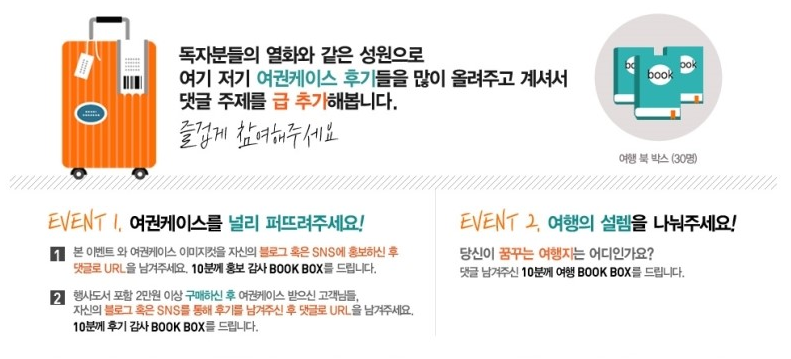 독자분들의 열화와 같은 성원으로
여기 저기 여권케이스 후기들을 많이 올려주고 계셔서
댓글 주제를 급 추가해봅니다.
즐겁게 참여해주세요
book
book
여행 북 박스 (30명)
EVENT 1. 여권케이스를 널리 퍼뜨려주세요!
1 본 이벤트 와 여권케이스 이미지컷을 자신의 블로그 혹은 SNS에 홍보하신 후
댓글로 URL을 남겨주세요. 10분께 홍보 감사 BOOK BOX를 드립니다.
2 행사도서 포함 2만원 이상 구매하신 후 여권케이스 받으신 고객님들,
자신의 블로그 혹은 SNS를 통해 후기를 남겨주신 후 댓글로 URL을 남겨주세요.
10분께 후기 감사 BOOK BOX를 드립니다.
EVENT 2. 여행의 설렘을 나눠주세요!
당신이 꿈꾸는 여행지는 어디인가요?
댓글 남겨주신 10분께 여행 BOOK BOX를 드립니다.